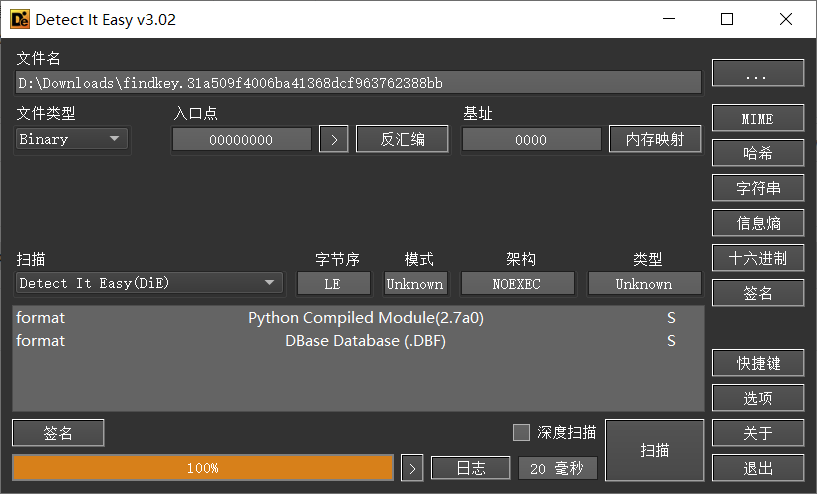 Detect It Easy v3.02
文件名
D:\Downloads\findkey.31a509f4006ba41368dcf963762388bb
...
文件类型 入口点 基址
Binary 00000000 > 反汇编 0000 内存映射
MIME
哈希
字符串
信息熵
十六进制
签名
扫描 字节序 模式 架构 类型
Detect It Easy(DiE) LE Unknown NOEXEC Unknown
format Python Compiled Module(2.7a0) S
format DBase Database (.DBF) S
快捷键
选项
签名 深度扫描 扫描 关于
100% > 日志 20 毫秒 退出